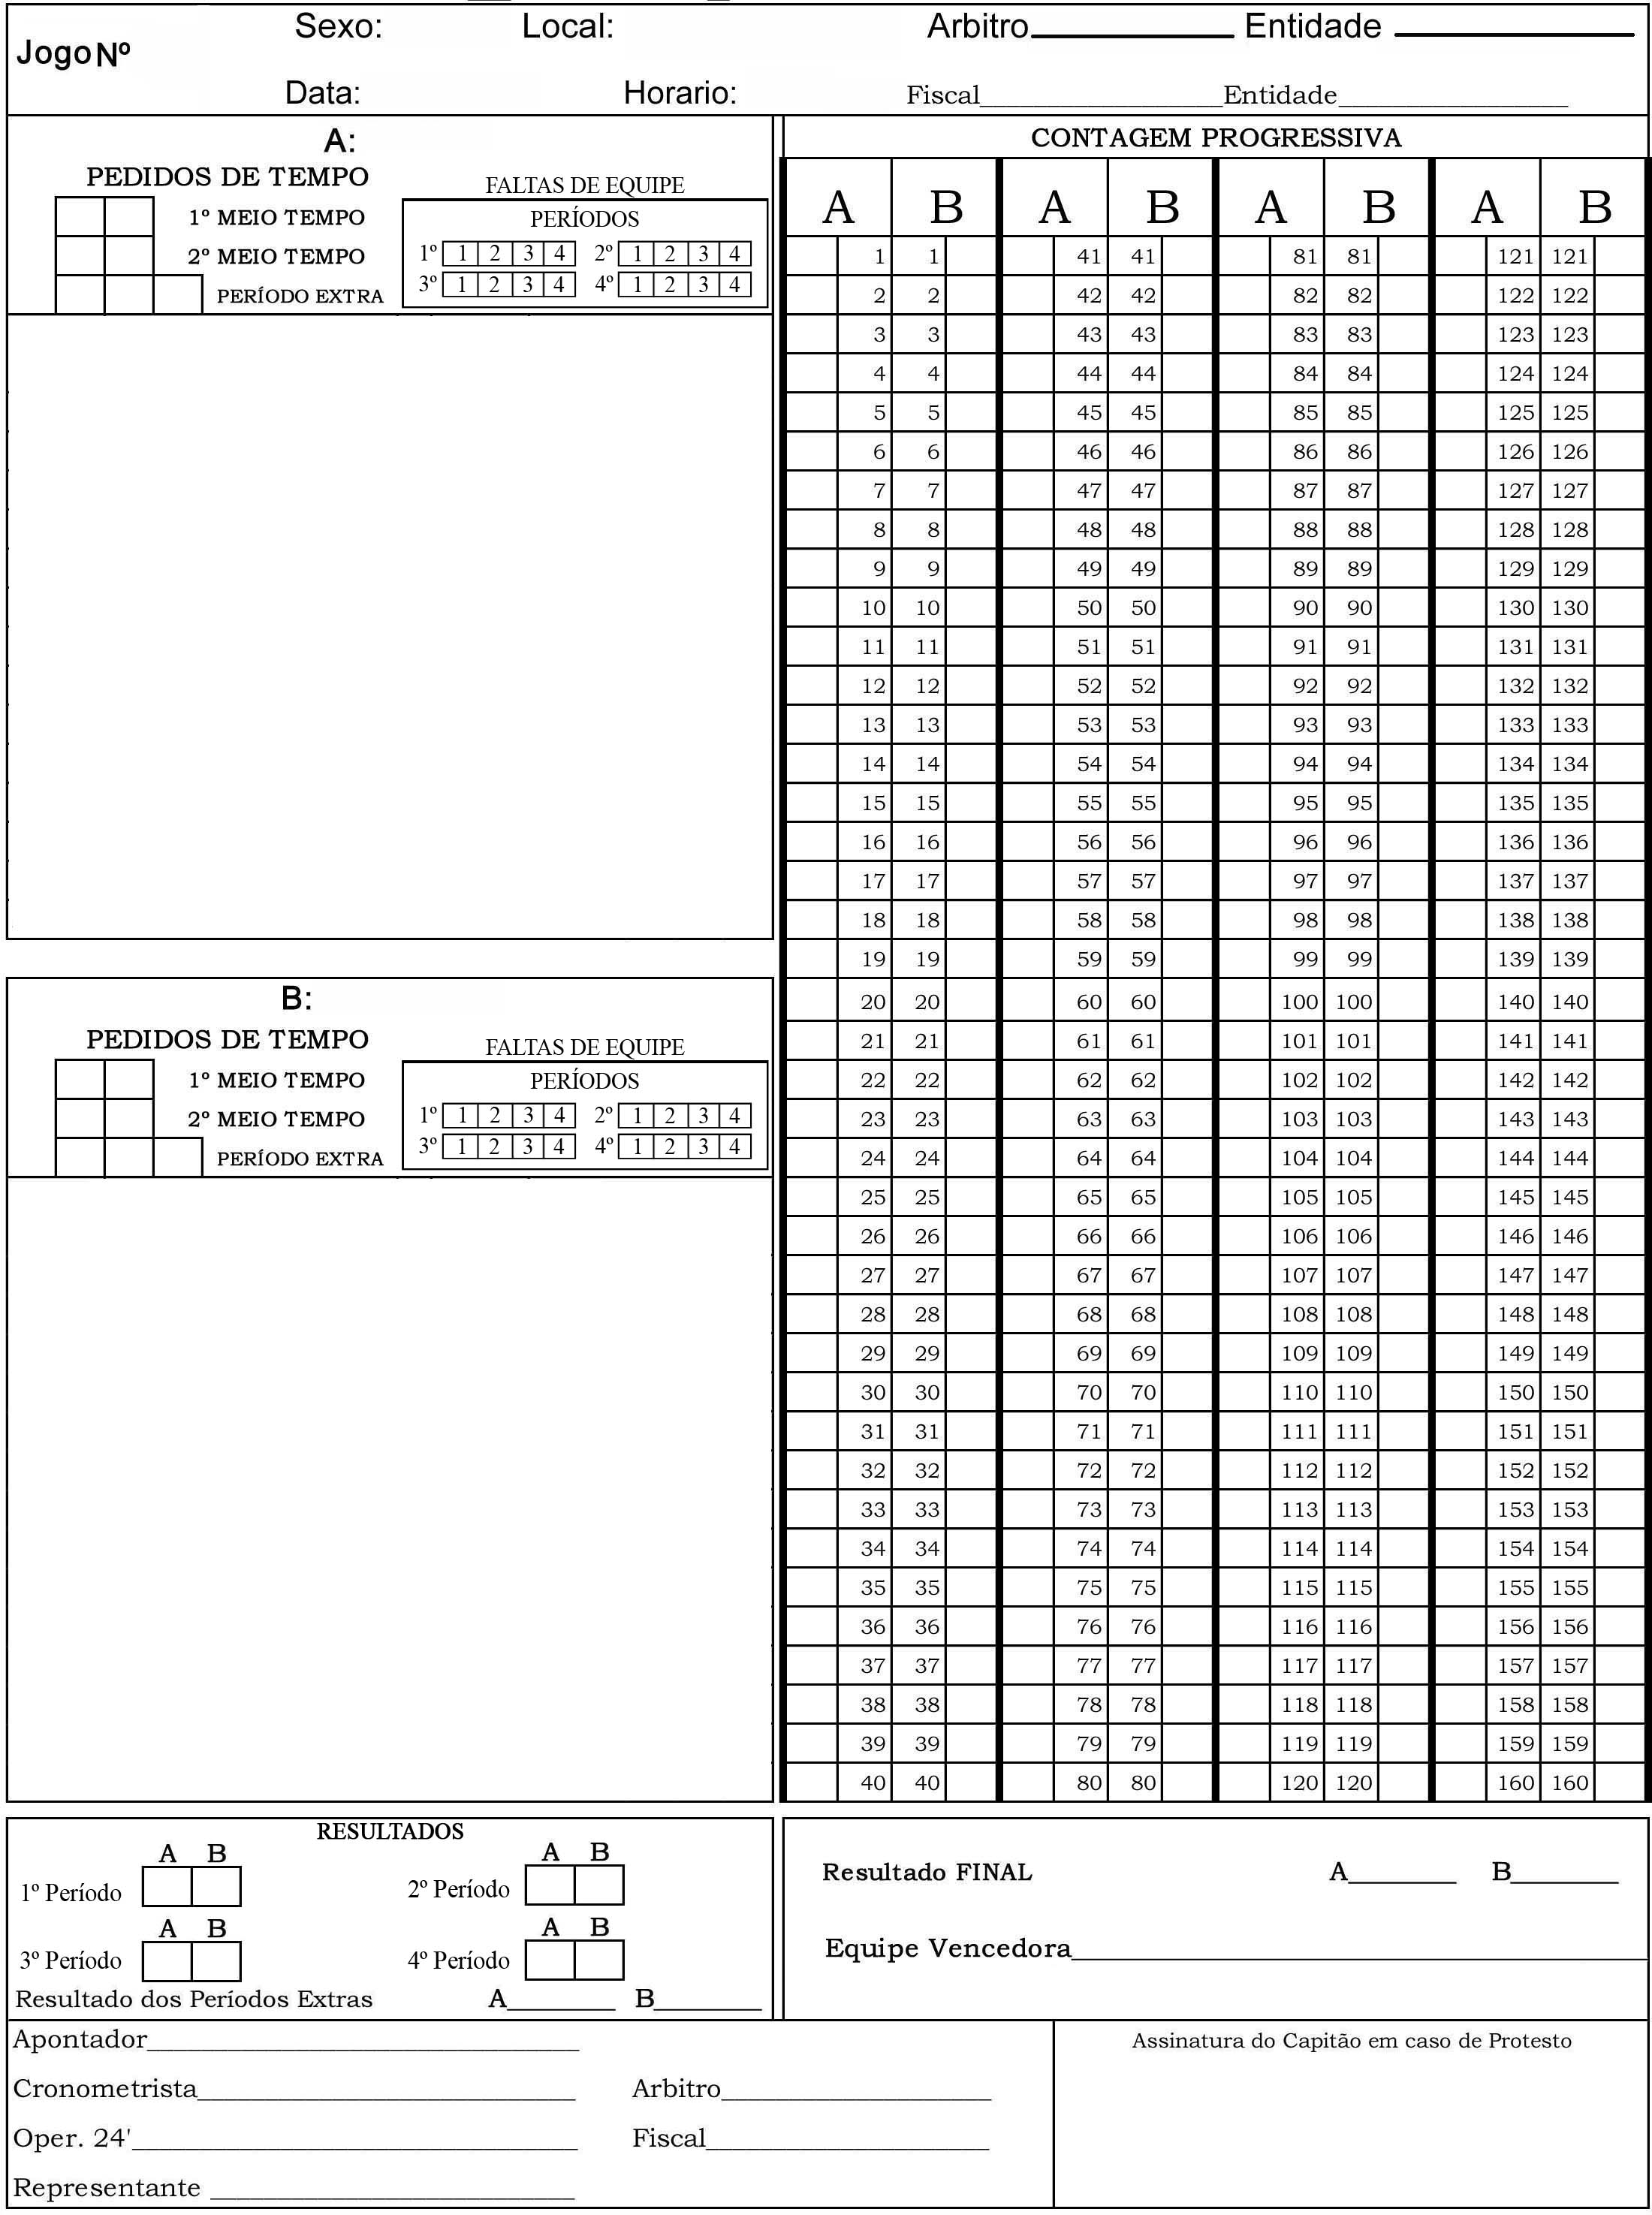 Sexo: Local: Arbitro____________ Entidade ______________
Jogo Nº
Data: Horario: Fiscal__________________Entidade_________________
A:
PEDIDOS DE TEMPO
1º MEIO TEMPO
2º MEIO TEMPO
PERÍODO EXTRA
FALTAS DE EQUIPE
PERÍODOS
1º 1 2 3 4 2º 1 2 3 4
3º 1 2 3 4 4º 1 2 3 4
B:
PEDIDOS DE TEMPO
1º MEIO TEMPO
2º MEIO TEMPO
PERÍODO EXTRA
FALTAS DE EQUIPE
PERÍODOS
1º 1 2 3 4 2º 1 2 3 4
3º 1 2 3 4 4º 1 2 3 4
CONTAGEM PROGRESSIVA
A B A B A B A B
1 1 41 41 81 81 121 121
2 2 42 42 82 82 122 122
3 3 43 43 83 83 123 123
4 4 44 44 84 84 124 124
5 5 45 45 85 85 125 125
6 6 46 46 86 86 126 126
7 7 47 47 87 87 127 127
8 8 48 48 88 88 128 128
9 9 49 49 89 89 129 129
10 10 50 50 90 90 130 130
11 11 51 51 91 91 131 131
12 12 52 52 92 92 132 132
13 13 53 53 93 93 133 133
14 14 54 54 94 94 134 134
15 15 55 55 95 95 135 135
16 16 56 56 96 96 136 136
17 17 57 57 97 97 137 137
18 18 58 58 98 98 138 138
19 19 59 59 99 99 139 139
20 20 60 60 100 100 140 140
21 21 61 61 101 101 141 141
22 22 62 62 102 102 142 142
23 23 63 63 103 103 143 143
24 24 64 64 104 104 144 144
25 25 65 65 105 105 145 145
26 26 66 66 106 106 146 146
27 27 67 67 107 107 147 147
28 28 68 68 108 108 148 148
29 29 69 69 109 109 149 149
30 30 70 70 110 110 150 150
31 31 71 71 111 111 151 151
32 32 72 72 112 112 152 152
33 33 73 73 113 113 153 153
34 34 74 74 114 114 154 154
35 35 75 75 115 115 155 155
36 36 76 76 116 116 156 156
37 37 77 77 117 117 157 157
38 38 78 78 118 118 158 158
39 39 79 79 119 119 159 159
40 40 80 80 120 120 160 160
RESULTADOS
A B A B
1º Período 2º Período
A B A B
3º Período 4º Período
Resultado dos Períodos Extras A________ B________
Resultado FINAL A________ B________
Equipe Vencedora___________________________________________
Apontador________________________________
Cronometrista____________________________ Arbitro____________________
Oper. 24'_________________________________ Fiscal_____________________
Representante ___________________________
Assinatura do Capitão em caso de Protesto